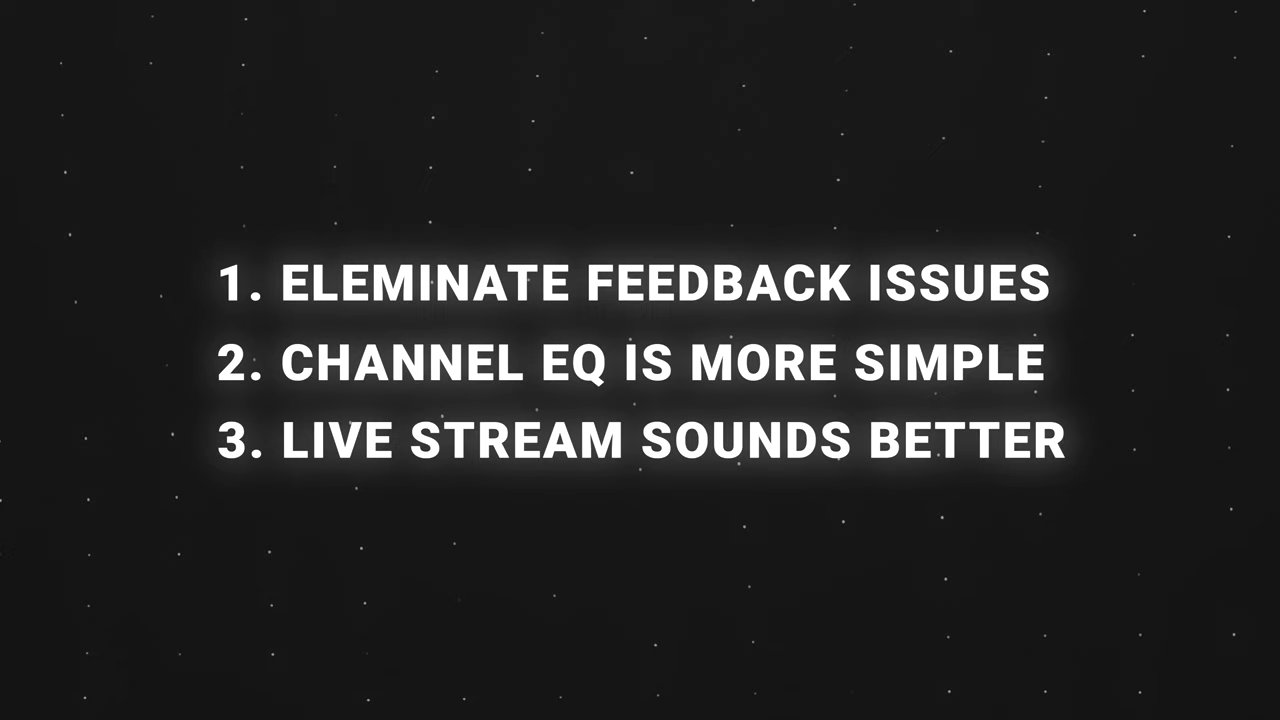 1. ELEMINATE FEEDBACK ISSUES
2. CHANNEL EQ IS MORE SIMPLE
3. LIVE STREAM SOUNDS BETTER